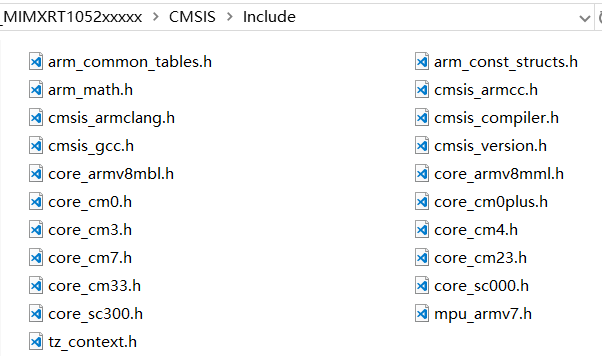 _MIMXRT1052xxxxx > CMSIS > Include
arm_common_tables.h
arm_const_structs.h
arm_math.h
cmsis_armcc.h
cmsis_armclang.h
cmsis_compiler.h
cmsis_gcc.h
cmsis_version.h
core_armv8mbl.h
core_armv8mml.h
core_cm0.h
core_cm0plus.h
core_cm3.h
core_cm4.h
core_cm7.h
core_cm23.h
core_cm33.h
core_sc000.h
core_sc300.h
mpu_armv7.h
tz_context.h